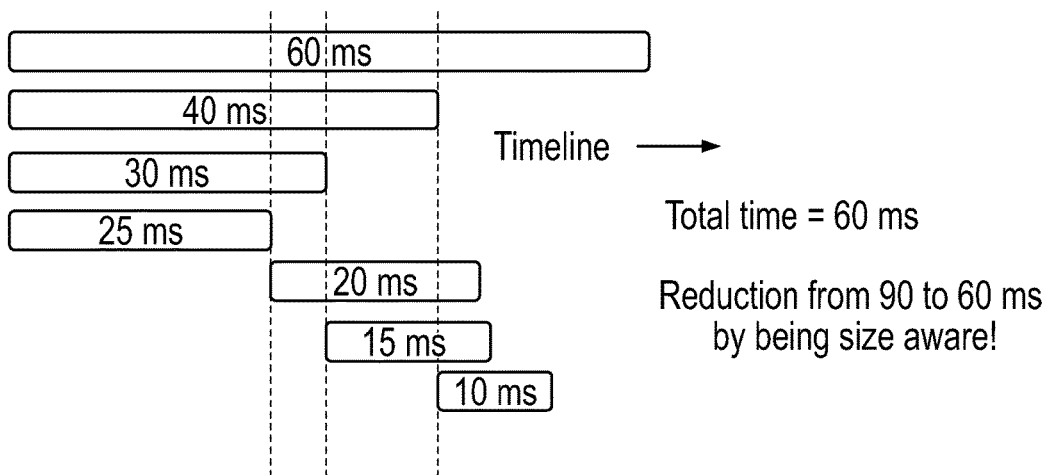 60 ms
40 ms
Timeline
30 ms
Total time = 60 ms
25 ms
20 ms
Reduction from 90 to 60 ms
by being size aware!
15 ms
10 ms